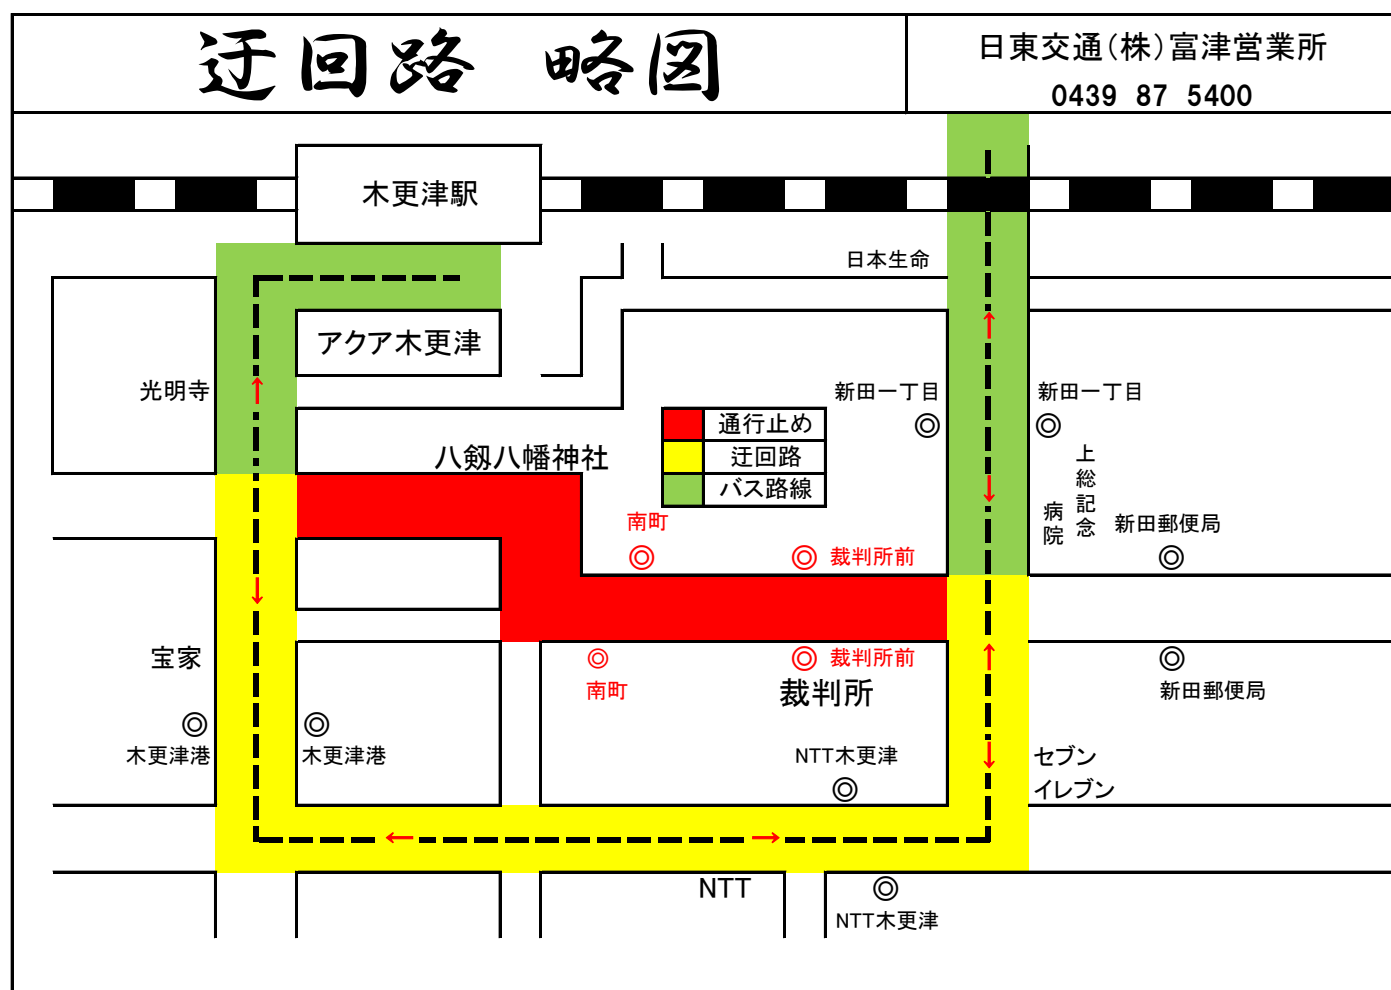 迂回路 略図
日東交通(株)富津営業所
0439 87 5400
木更津駅
日本生命
アクア木更津
光明寺
新田一丁目
新田一丁目
通行止め
迂回路
バス路線
八剱八幡神社
上総記念
病院
南町
裁判所前
新田郵便局
宝家
南町
裁判所前
裁判所
新田郵便局
木更津港
木更津港
NTT木更津
セブン
イレブン
NTT
NTT木更津